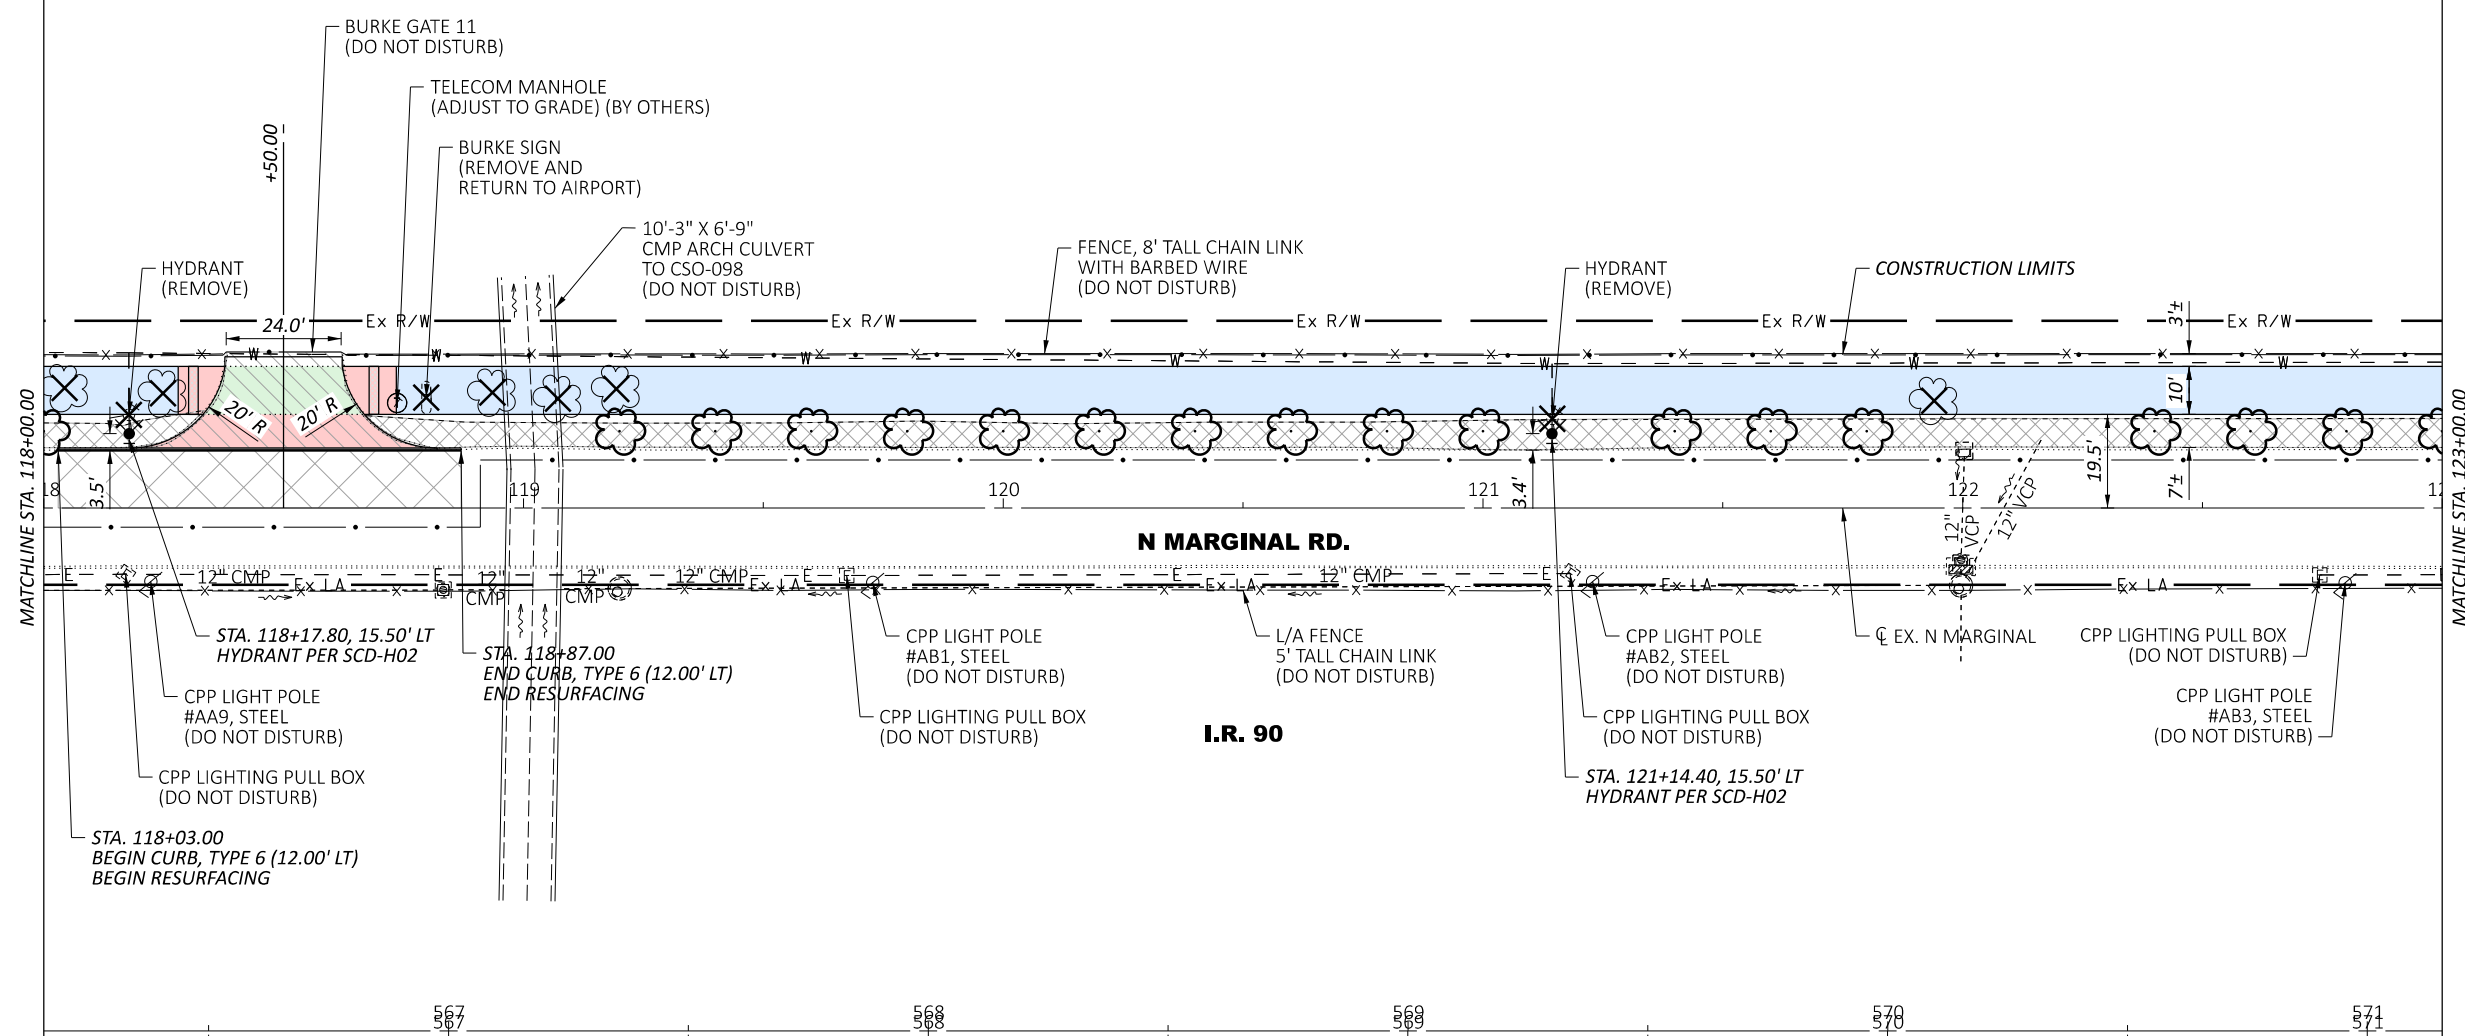 BURKE GATE 11
(DO NOT DISTURB)
TELECOM MANHOLE
(ADJUST TO GRADE) (BY OTHERS)
+50.00
BURKE SIGN
(REMOVE AND
RETURN TO AIRPORT)
10'-3" X 6'-9"
CMP ARCH CULVERT
TO CSO-098
(DO NOT DISTURB)
FENCE, 8' TALL CHAIN LINK
WITH BARBED WIRE
(DO NOT DISTURB)
HYDRANT
(REMOVE)
HYDRANT
(REMOVE)
CONSTRUCTION LIMITS
24.0'
Ex R/W
Ex R/W
Ex R/W
Ex R/W
Ex R/W
3'±
W
W
W
W
W
W
W
20' R
20' R
10'
19.5'
7'±
3.5'
3.4'
MATCHLINE STA. 118+00.00
MATCHLINE STA. 123+00.00
18
119
120
121
122
12
12" VCP
12" VCP
N MARGINAL RD.
E
12" CMP
Ex LA
E
12" CMP
12" CMP
12" CMP
Ex LA
E
E
Ex LA
12" CMP
E
Ex LA
Ex LA
STA. 118+17.80, 15.50' LT
HYDRANT PER SCD-H02
STA. 118+87.00
END CURB, TYPE 6 (12.00' LT)
END RESURFACING
CPP LIGHT POLE
#AA9, STEEL
(DO NOT DISTURB)
CPP LIGHTING PULL BOX
(DO NOT DISTURB)
STA. 118+03.00
BEGIN CURB, TYPE 6 (12.00' LT)
BEGIN RESURFACING
CPP LIGHT POLE
#AB1, STEEL
(DO NOT DISTURB)
CPP LIGHTING PULL BOX
(DO NOT DISTURB)
L/A FENCE
5' TALL CHAIN LINK
(DO NOT DISTURB)
I.R. 90
CPP LIGHT POLE
#AB2, STEEL
(DO NOT DISTURB)
CPP LIGHTING PULL BOX
(DO NOT DISTURB)
STA. 121+14.40, 15.50' LT
HYDRANT PER SCD-H02
℄ EX. N MARGINAL
CPP LIGHTING PULL BOX
(DO NOT DISTURB)
CPP LIGHT POLE
#AB3, STEEL
(DO NOT DISTURB)
567
567
568
568
569
569
570
570
571
571